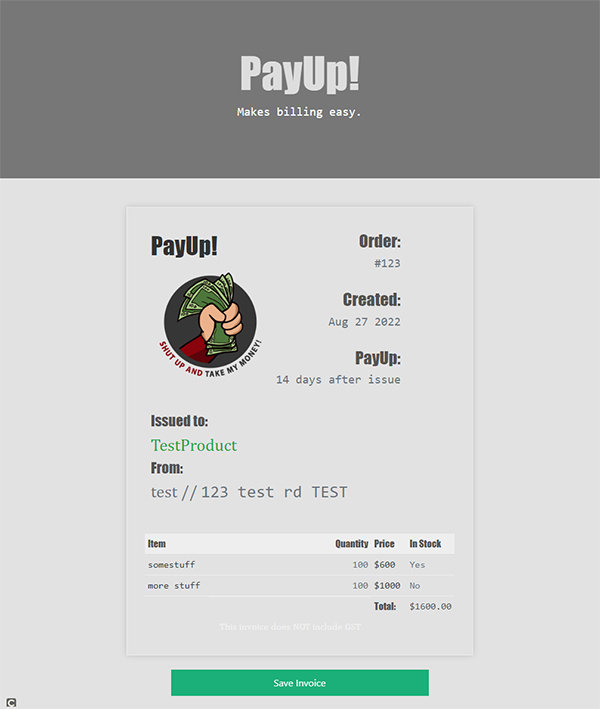 PayUp!
Makes billing easy.
PayUp!
SHUT UP AND TAKE MY MONEY!
Order:
#123
Created:
Aug 27 2022
PayUp:
14 days after issue
Issued to:
TestProduct
From:
test // 123 test rd TEST
Item Quantity Price In Stock
somestuff 100 $600 Yes
more stuff 100 $1000 No
Total: $1600.00
This invoice does NOT include GST
Save Invoice
C